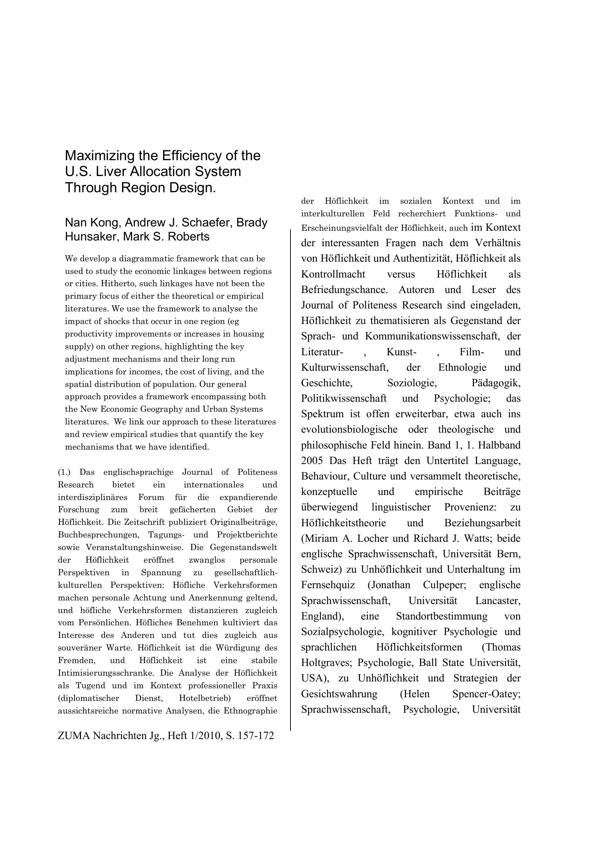 Maximizing the Efficiency of the
U.S. Liver Allocation System
Through Region Design.
Nan Kong, Andrew J. Schaefer, Brady
Hunsaker, Mark S. Roberts
We develop a diagrammatic framework that can be
used to study the economic linkages between regions
or cities. Hitherto, such linkages have not been the
primary focus of either the theoretical or empirical
literatures. We use the framework to analyse the
impact of shocks that occur in one region (eg
productivity improvements or increases in housing
supply) on other regions, highlighting the key
adjustment mechanisms and their long run
implications for incomes, the cost of living, and the
spatial distribution of population. Our general
approach provides a framework encompassing both
the New Economic Geography and Urban Systems
literatures. We link our approach to these literatures
and review empirical studies that quantify the key
mechanisms that we have identified.
(1.) Das englischsprachige Journal of Politeness
Research bietet ein internationales und
interdisziplinäres Forum für die expandierende
Forschung zum breit gefächerten Gebiet der
Höflichkeit. Die Zeitschrift publiziert Originalbeiträge,
Buchbesprechungen, Tagungs- und Projektberichte
sowie Veranstaltungshinweise. Die Gegenstandswelt
der Höflichkeit eröffnet zwanglos personale
Perspektiven in Spannung zu gesellschaftlich-
kulturellen Perspektiven: Höfliche Verkehrsformen
machen personale Achtung und Anerkennung geltend,
und höfliche Verkehrsformen distanzieren zugleich
vom Persönlichen. Höfliches Benehmen kultiviert das
Interesse des Anderen und tut dies zugleich aus
souveräner Warte. Höflichkeit ist die Würdigung des
Fremden, und Höflichkeit ist eine stabile
Intimisierungsschranke. Die Analyse der Höflichkeit
als Tugend und im Kontext professioneller Praxis
(diplomatischer Dienst, Hotelbetrieb) eröffnet
aussichtsreiche normative Analysen, die Ethnographie
der Höflichkeit im sozialen Kontext und im
interkulturellen Feld recherchiert Funktions- und
Erscheinungsvielfalt der Höflichkeit, auch im Kontext
der interessanten Fragen nach dem Verhältnis
von Höflichkeit und Authentizität, Höflichkeit als
Kontrollmacht versus Höflichkeit als
Befriedungschance. Autoren und Leser des
Journal of Politeness Research sind eingeladen,
Höflichkeit zu thematisieren als Gegenstand der
Sprach- und Kommunikationswissenschaft, der
Literatur- , Kunst- , Film- und
Kulturwissenschaft, der Ethnologie und
Geschichte, Soziologie, Pädagogik,
Politikwissenschaft und Psychologie; das
Spektrum ist offen erweiterbar, etwa auch ins
evolutionsbiologische oder theologische und
philosophische Feld hinein. Band 1, 1. Halbband
2005 Das Heft trägt den Untertitel Language,
Behaviour, Culture und versammelt theoretische,
konzeptuelle und empirische Beiträge
überwiegend linguistischer Provenienz: zu
Höflichkeitstheorie und Beziehungsarbeit
(Miriam A. Locher und Richard J. Watts; beide
englische Sprachwissenschaft, Universität Bern,
Schweiz) zu Unhöflichkeit und Unterhaltung im
Fernsehquiz (Jonathan Culpeper; englische
Sprachwissenschaft, Universität Lancaster,
England), eine Standortbestimmung von
Sozialpsychologie, kognitiver Psychologie und
sprachlichen Höflichkeitsformen (Thomas
Holtgraves; Psychologie, Ball State Universität,
USA), zu Unhöflichkeit und Strategien der
Gesichtswahrung (Helen Spencer-Oatey;
Sprachwissenschaft, Psychologie, Universität
ZUMA Nachrichten Jg., Heft 1/2010, S. 157-172